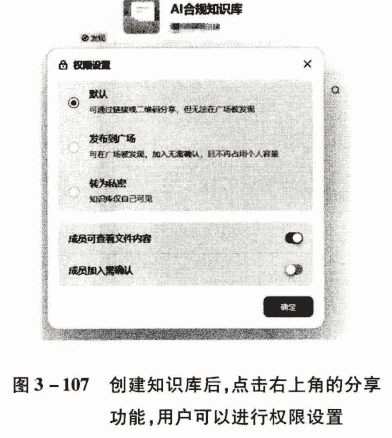 AI合规知识库
创建
发现
权限设置
默认
可通过链接或二维码分享，但无法在广场被发现
发布到广场
可在广场被发现，加入无需确认，且不再占用个人容量
转为私密
知识库仅自己可见
成员可查看文件内容
成员加入需确认
确定
图3-107 创建知识库后,点击右上角的分享
功能,用户可以进行权限设置